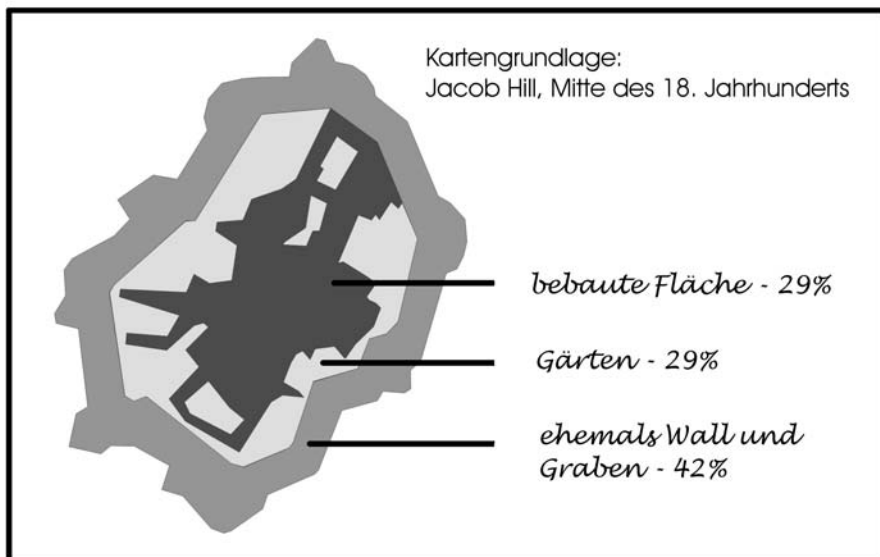 Kartengrundlage:
Jacob Hill, Mitte des 18. Jahrhunderts
bebaute Fläche - 29%
Gärten - 29%
ehemals Wall und
Graben - 42%